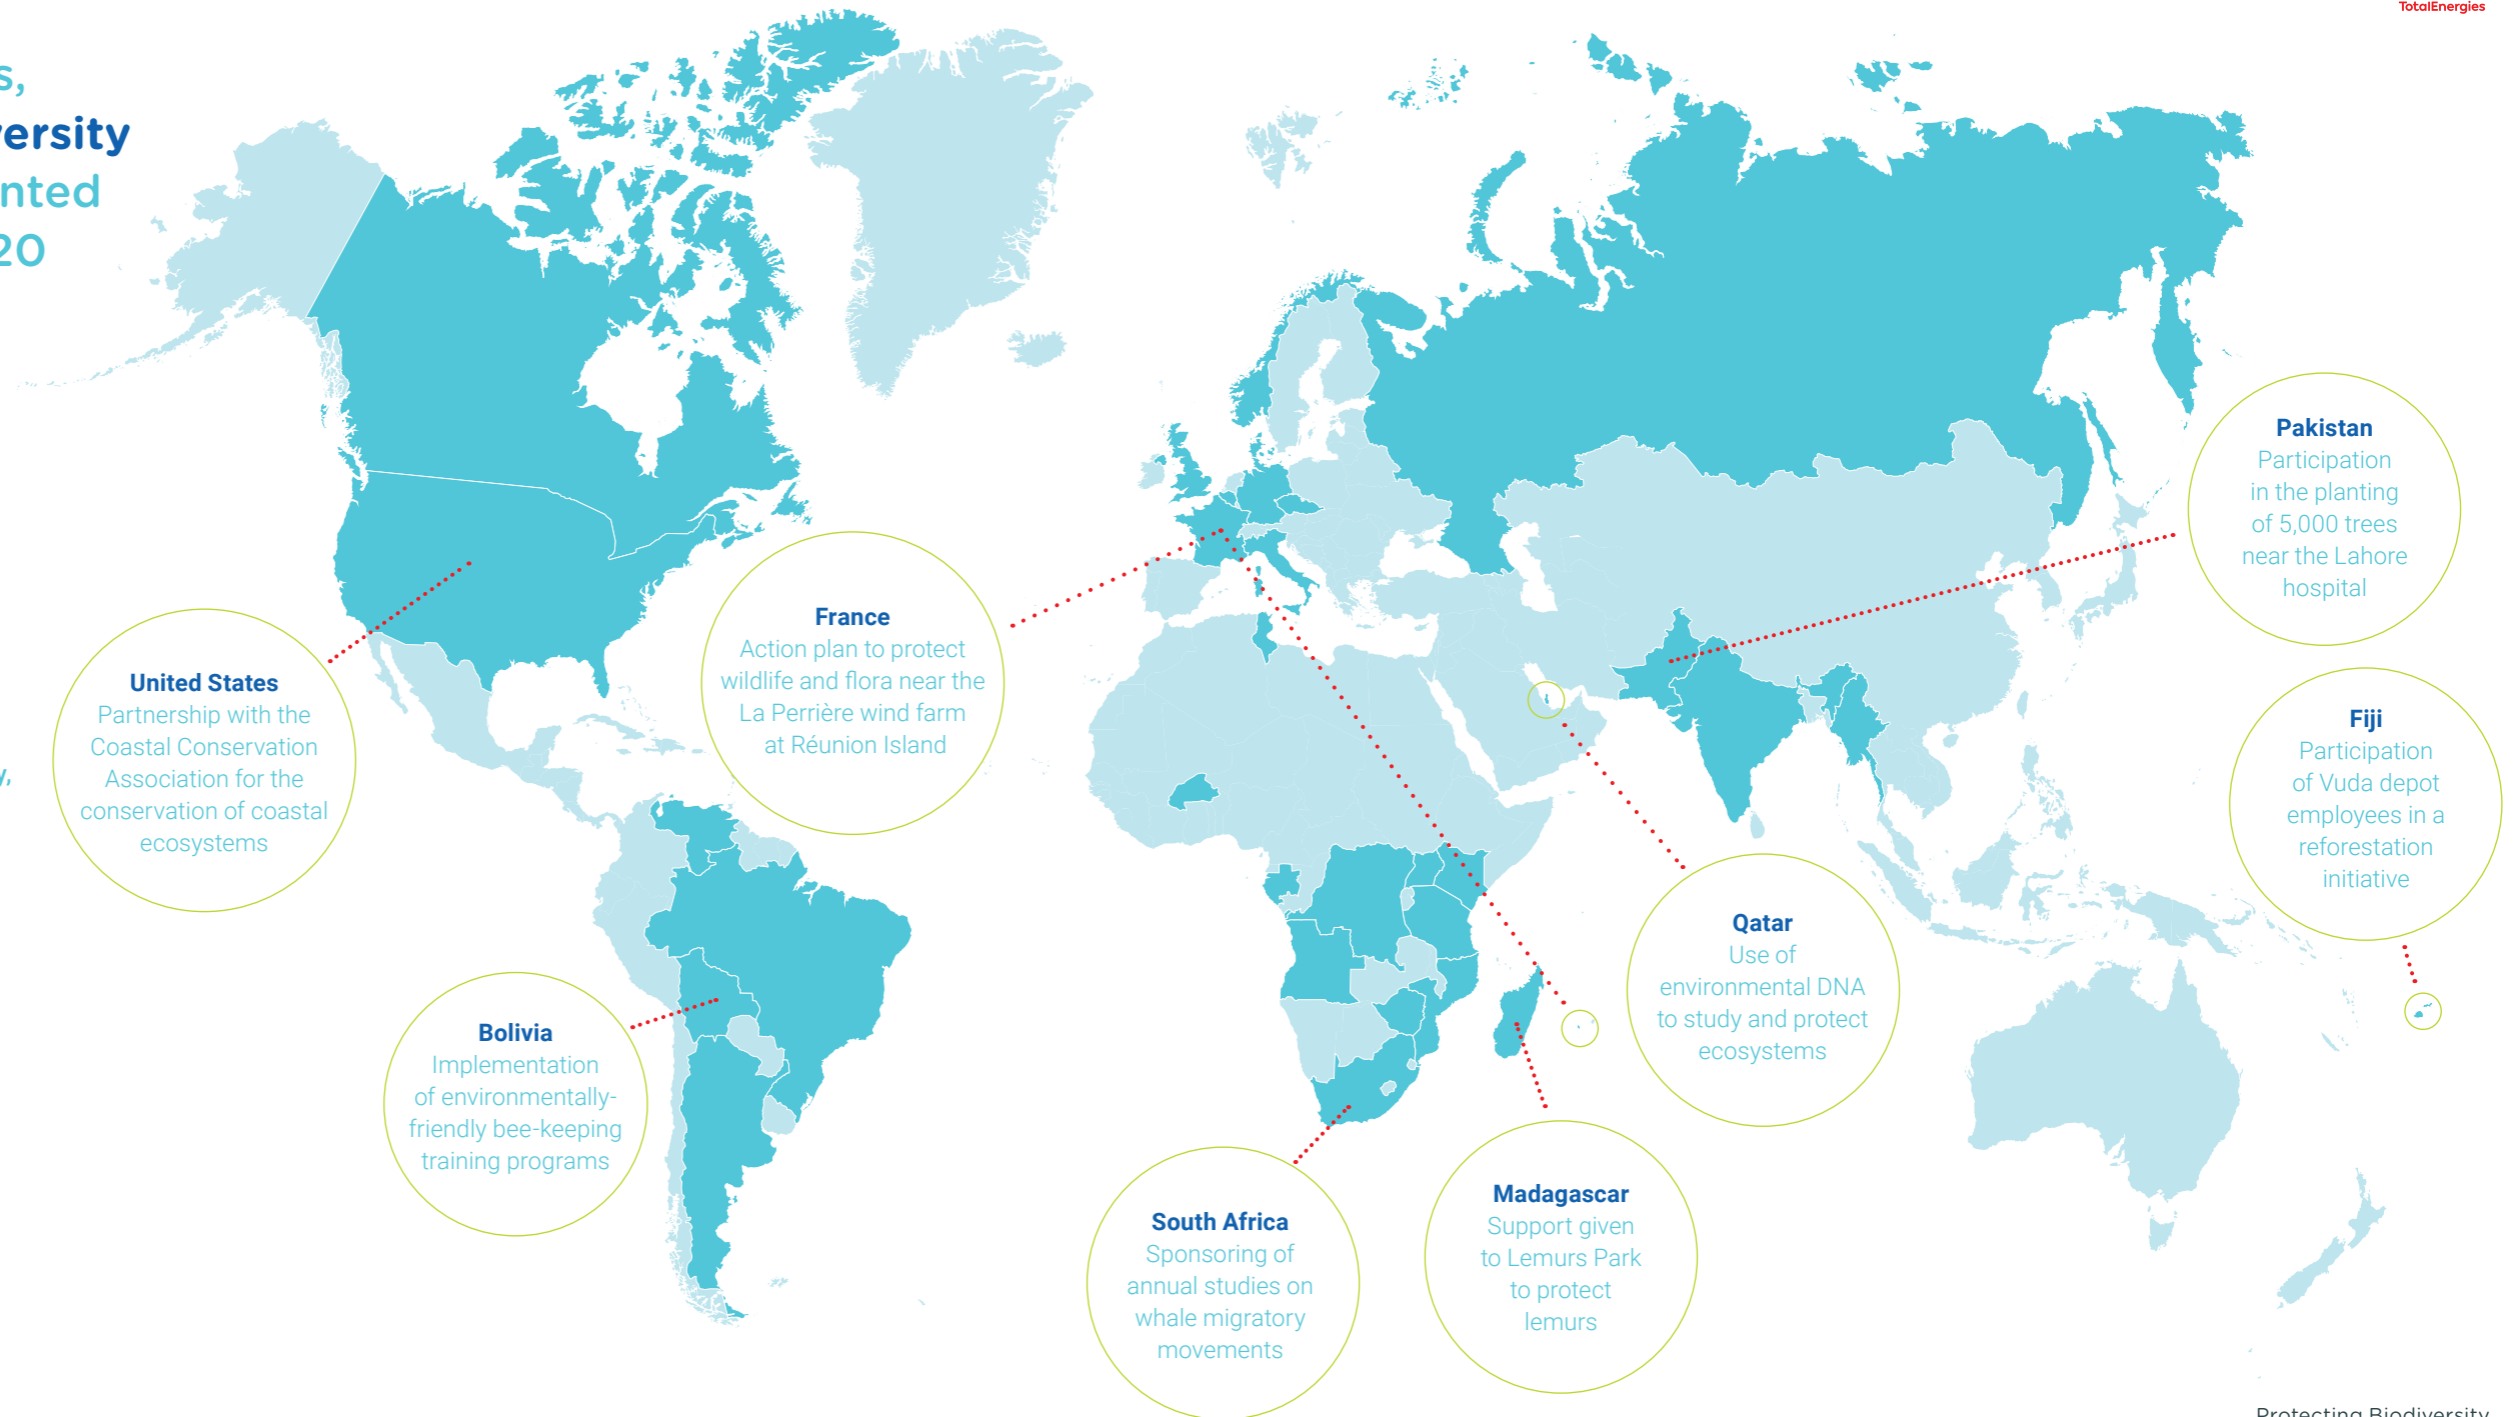 TotalEnergies
s,
versity
nted
20
y,
United States
Partnership with the
Coastal Conservation
Association for the
conservation of coastal
ecosystems
France
Action plan to protect
wildlife and flora near the
La Perrière wind farm
at Réunion Island
Pakistan
Participation
in the planting
of 5,000 trees
near the Lahore
hospital
Fiji
Participation
of Vuda depot
employees in a
reforestation
initiative
Qatar
Use of
environmental DNA
to study and protect
ecosystems
Bolivia
Implementation
of environmentally-
friendly bee-keeping
training programs
South Africa
Sponsoring of
annual studies on
whale migratory
movements
Madagascar
Support given
to Lemurs Park
to protect
lemurs
Protecting Biodiversity